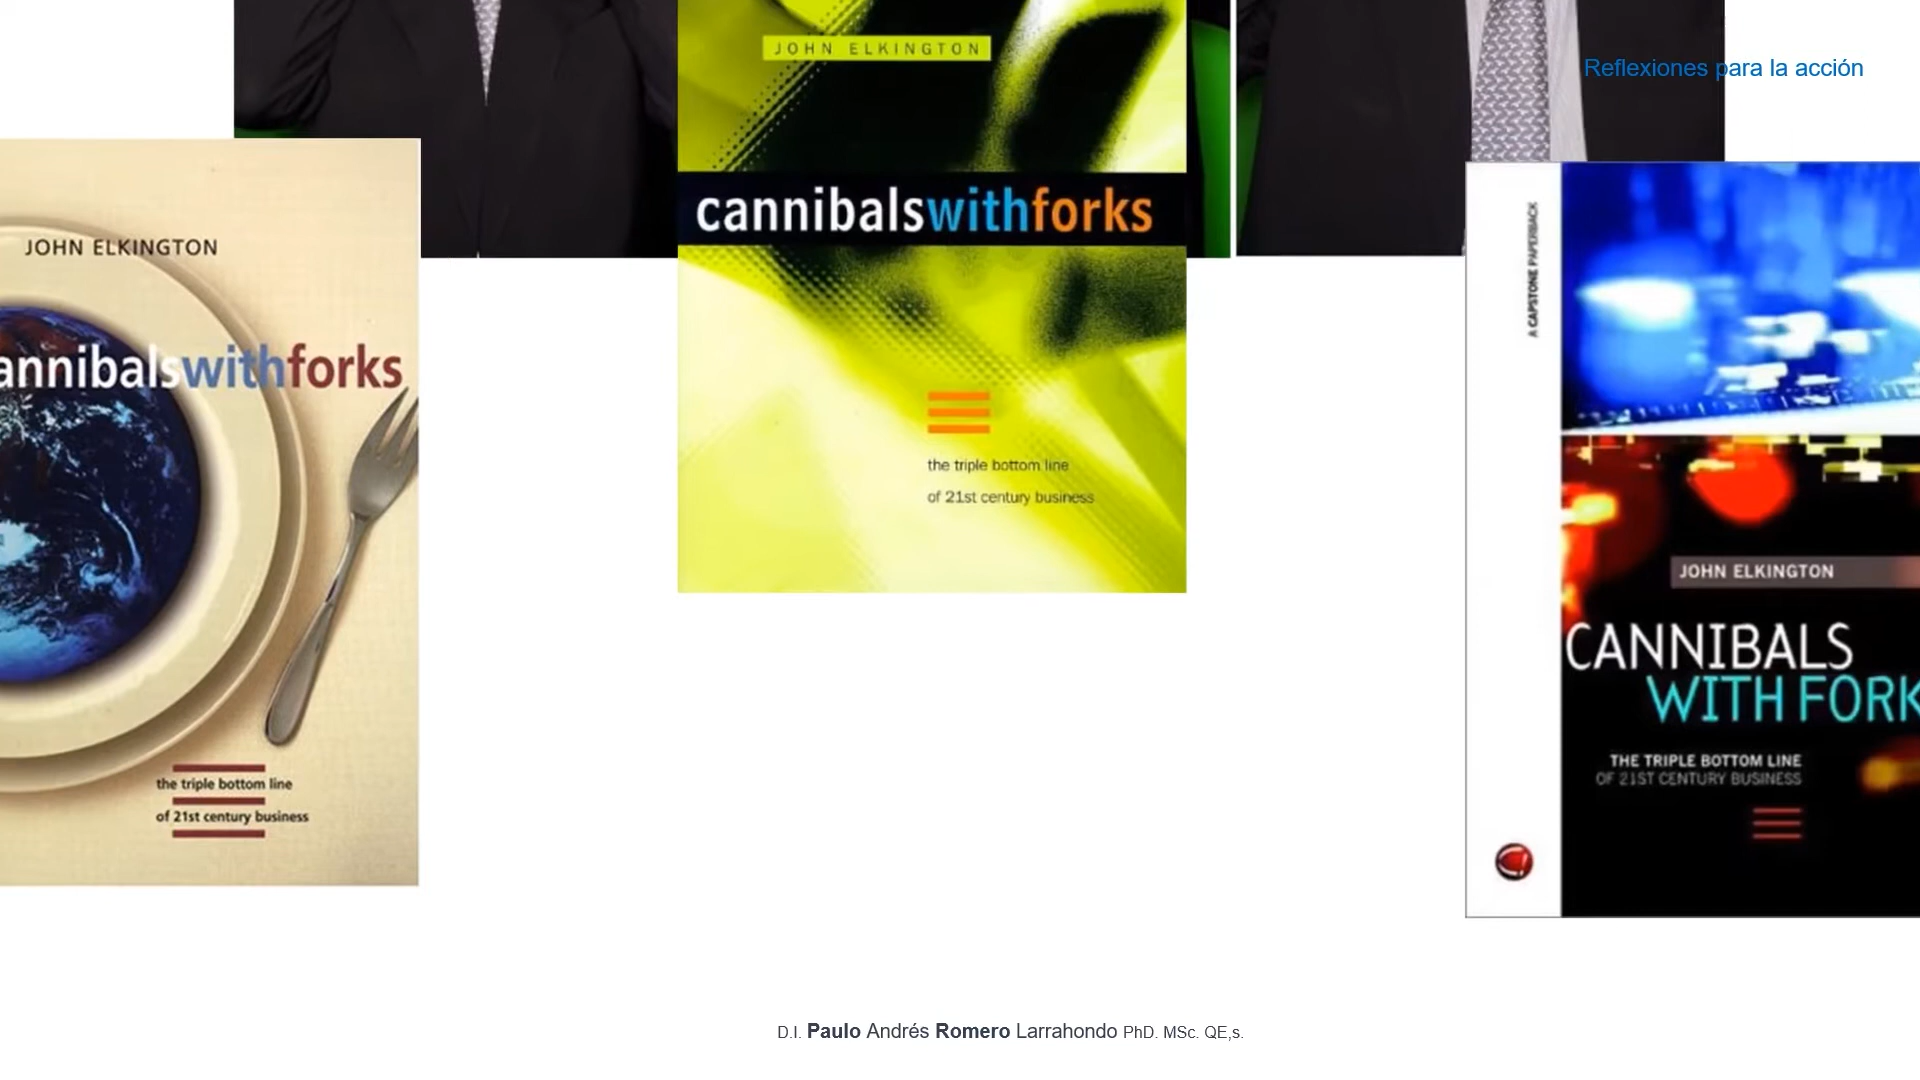 Reflexiones para la acción
JOHN ELKINGTON
annibalswithforks
the triple bottom line
of 21st century business
JOHN ELKINGTON
cannibalswithforks
the triple bottom line
of 21st century business
A CAPSTONE PAPERBACK
JOHN ELKINGTON
CANNIBALS
WITH FORK
THE TRIPLE BOTTOM LINE
OF 21ST CENTURY BUSINESS
D.I. Paulo Andrés Romero Larrahondo PhD. MSc. QE,s.